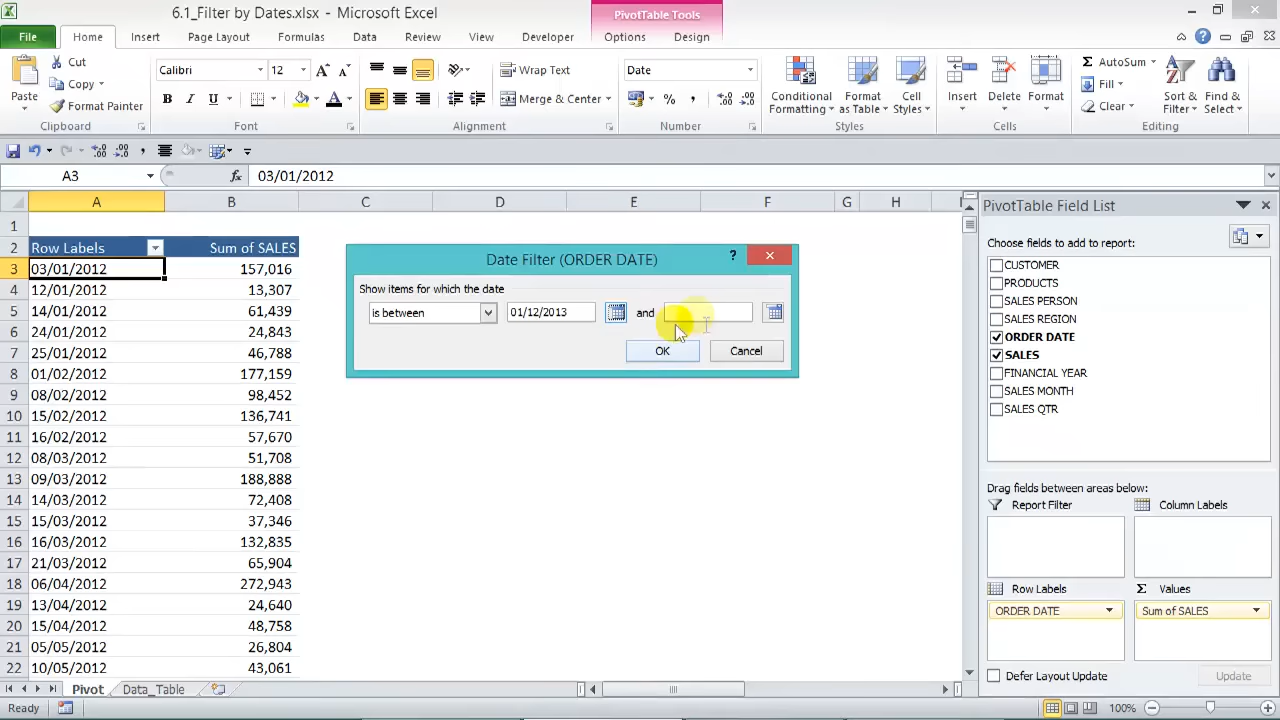 6.1_Filter by Dates.xlsx - Microsoft Excel
PivotTable Tools
File Home Insert Page Layout Formulas Data Review View Developer Options Design
Paste
Cut
Copy
Format Painter
Clipboard
Calibri 12
B I U
Font
Wrap Text
Merge & Center
Alignment
Date
Number
Conditional Formatting
Format as Table
Cell Styles
Styles
Insert
Delete
Format
Cells
AutoSum
Fill
Clear
Sort & Filter
Find & Select
Editing
A3 fx 03/01/2012
A B C D E F G H
1
2 Row Labels Sum of SALES
3 03/01/2012 157,016
4 12/01/2012 13,307
5 14/01/2012 61,439
6 24/01/2012 24,843
7 25/01/2012 46,788
8 01/02/2012 177,159
9 08/02/2012 98,452
10 15/02/2012 136,741
11 16/02/2012 57,670
12 08/03/2012 51,708
13 09/03/2012 188,888
14 14/03/2012 72,408
15 15/03/2012 37,346
16 16/03/2012 132,835
17 21/03/2012 65,904
18 06/04/2012 272,943
19 13/04/2012 24,640
20 15/04/2012 48,758
21 05/05/2012 26,804
22 10/05/2012 43,061
Date Filter (ORDER DATE)
Show items for which the date
is between 01/12/2013 and
OK Cancel
PivotTable Field List
Choose fields to add to report:
CUSTOMER
PRODUCTS
SALES PERSON
SALES REGION
ORDER DATE
SALES
FINANCIAL YEAR
SALES MONTH
SALES QTR
Drag fields between areas below:
Report Filter Column Labels
Row Labels Σ Values
ORDER DATE Sum of SALES
Defer Layout Update Update
Pivot Data_Table
Ready 100%